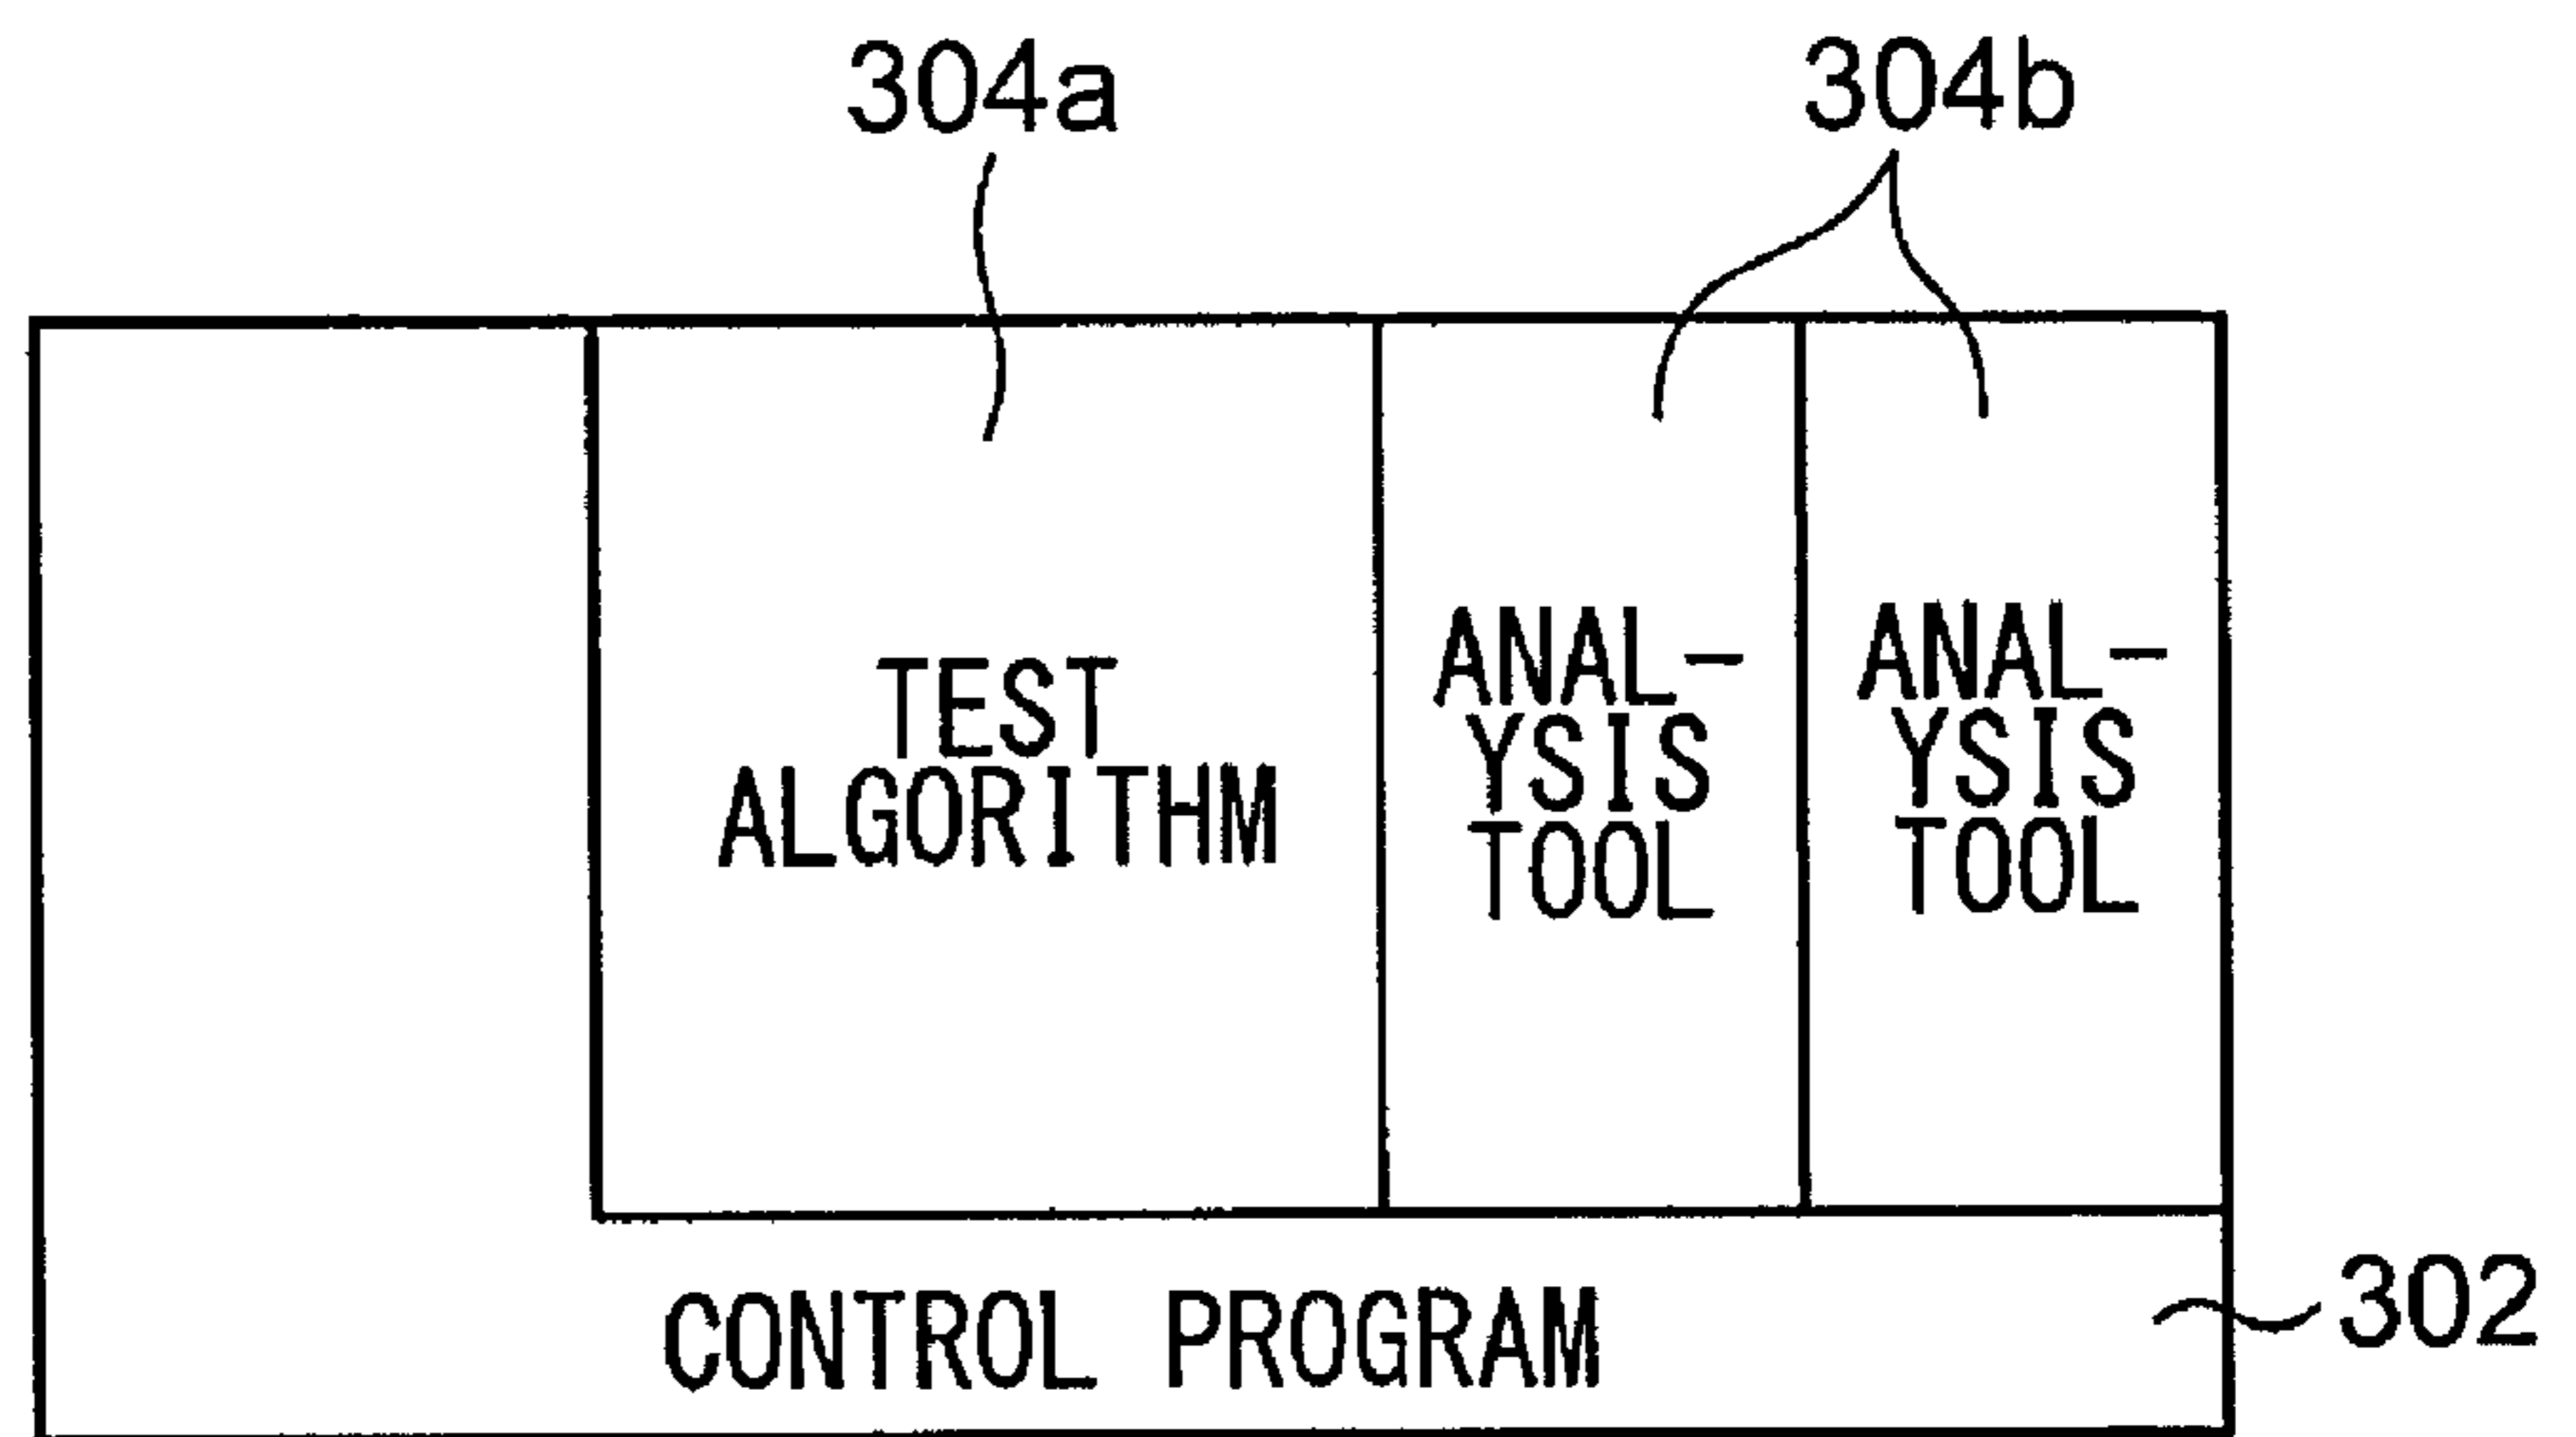 304a
304b
TEST
ALGORITHM
ANAL-
YSIS
TOOL
ANAL-
YSIS
TOOL
CONTROL PROGRAM
302